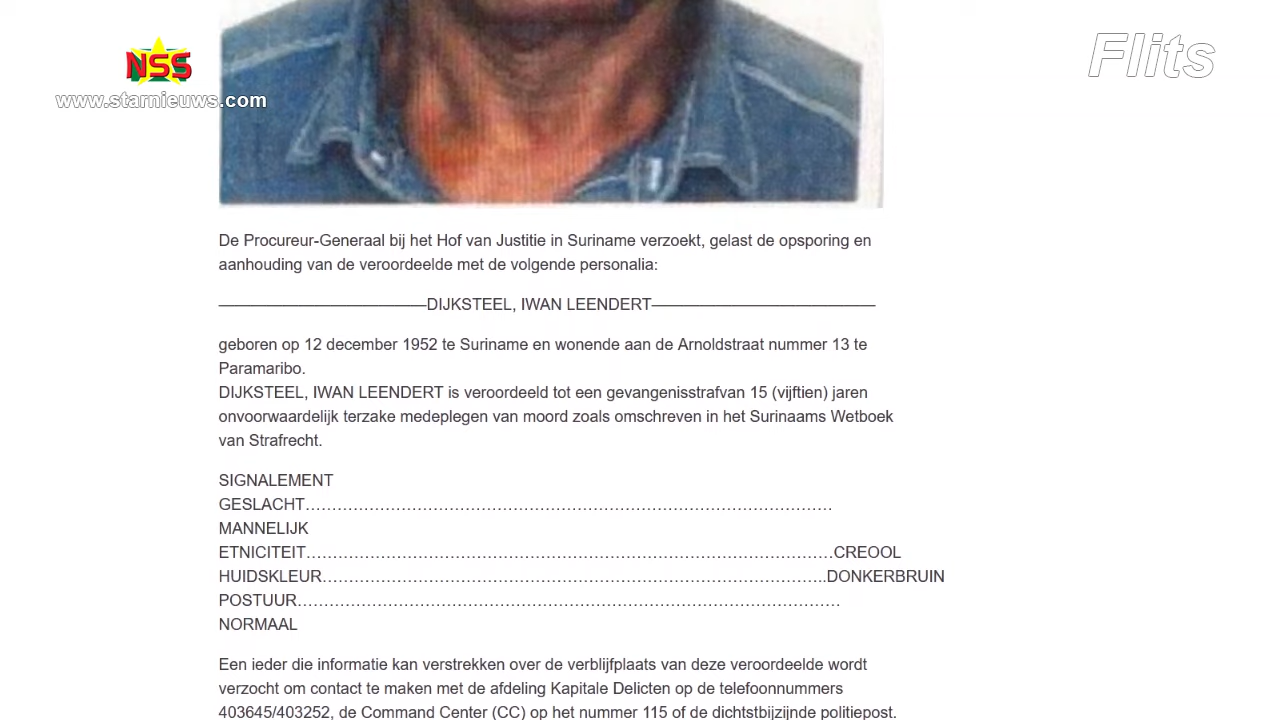 NSS
www.starnieuws.com
Flits
De Procureur-Generaal bij het Hof van Justitie in Suriname verzoekt, gelast de opsporing en
aanhouding van de veroordeelde met de volgende personalia:
—————————————DIJKSTEEL, IWAN LEENDERT——————————————
geboren op 12 december 1952 te Suriname en wonende aan de Arnoldstraat nummer 13 te
Paramaribo.
DIJKSTEEL, IWAN LEENDERT is veroordeeld tot een gevangenisstrafvan 15 (vijftien) jaren
onvoorwaardelijk terzake medeplegen van moord zoals omschreven in het Surinaams Wetboek
van Strafrecht.
SIGNALEMENT
GESLACHT………………………………………………………………………………………
MANNELIJK
ETNICITEIT………………………………………………………………………………………CREOOL
HUIDSKLEUR…………………………………………………………………………………..DONKERBRUIN
POSTUUR…………………………………………………………………………………………
NORMAAL
Een ieder die informatie kan verstrekken over de verblijfplaats van deze veroordeelde wordt
verzocht om contact te maken met de afdeling Kapitale Delicten op de telefoonnummers
403645/403252, de Command Center (CC) op het nummer 115 of de dichtstbijzijnde politiepost.